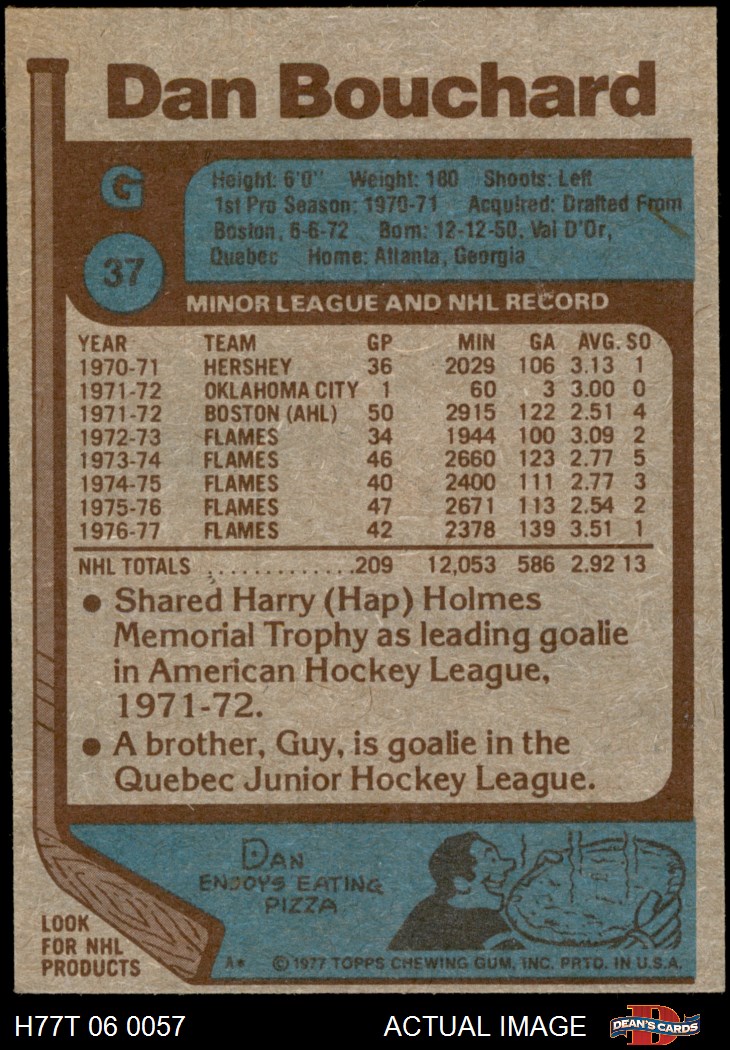 Dan Bouchard
G
37
Height: 6'0" Weight: 180 Shoots: Left
1st Pro Season: 1970-71 Acquired: Drafted From
Boston, 6-6-72 Born: 12-12-50, Val D'Or,
Quebec Home: Atlanta, Georgia
MINOR LEAGUE AND NHL RECORD
YEAR TEAM GP MIN GA AVG. SO
1970-71 HERSHEY 36 2029 106 3.13 1
1971-72 OKLAHOMA CITY 1 60 3 3.00 0
1971-72 BOSTON (AHL) 50 2915 122 2.51 4
1972-73 FLAMES 34 1944 100 3.09 2
1973-74 FLAMES 46 2660 123 2.77 5
1974-75 FLAMES 40 2400 111 2.77 3
1975-76 FLAMES 47 2671 113 2.54 2
1976-77 FLAMES 42 2378 139 3.51 1
NHL TOTALS .............209 12,053 586 2.92 13
● Shared Harry (Hap) Holmes
Memorial Trophy as leading goalie
in American Hockey League,
1971-72.
● A brother, Guy, is goalie in the
Quebec Junior Hockey League.
DAN
ENJOYS EATING
PIZZA
LOOK
FOR NHL
PRODUCTS
A* © 1977 TOPPS CHEWING GUM, INC. PRTD. IN U.S.A.
H77T 06 0057 ACTUAL IMAGE
D
DEAN'S CARDS